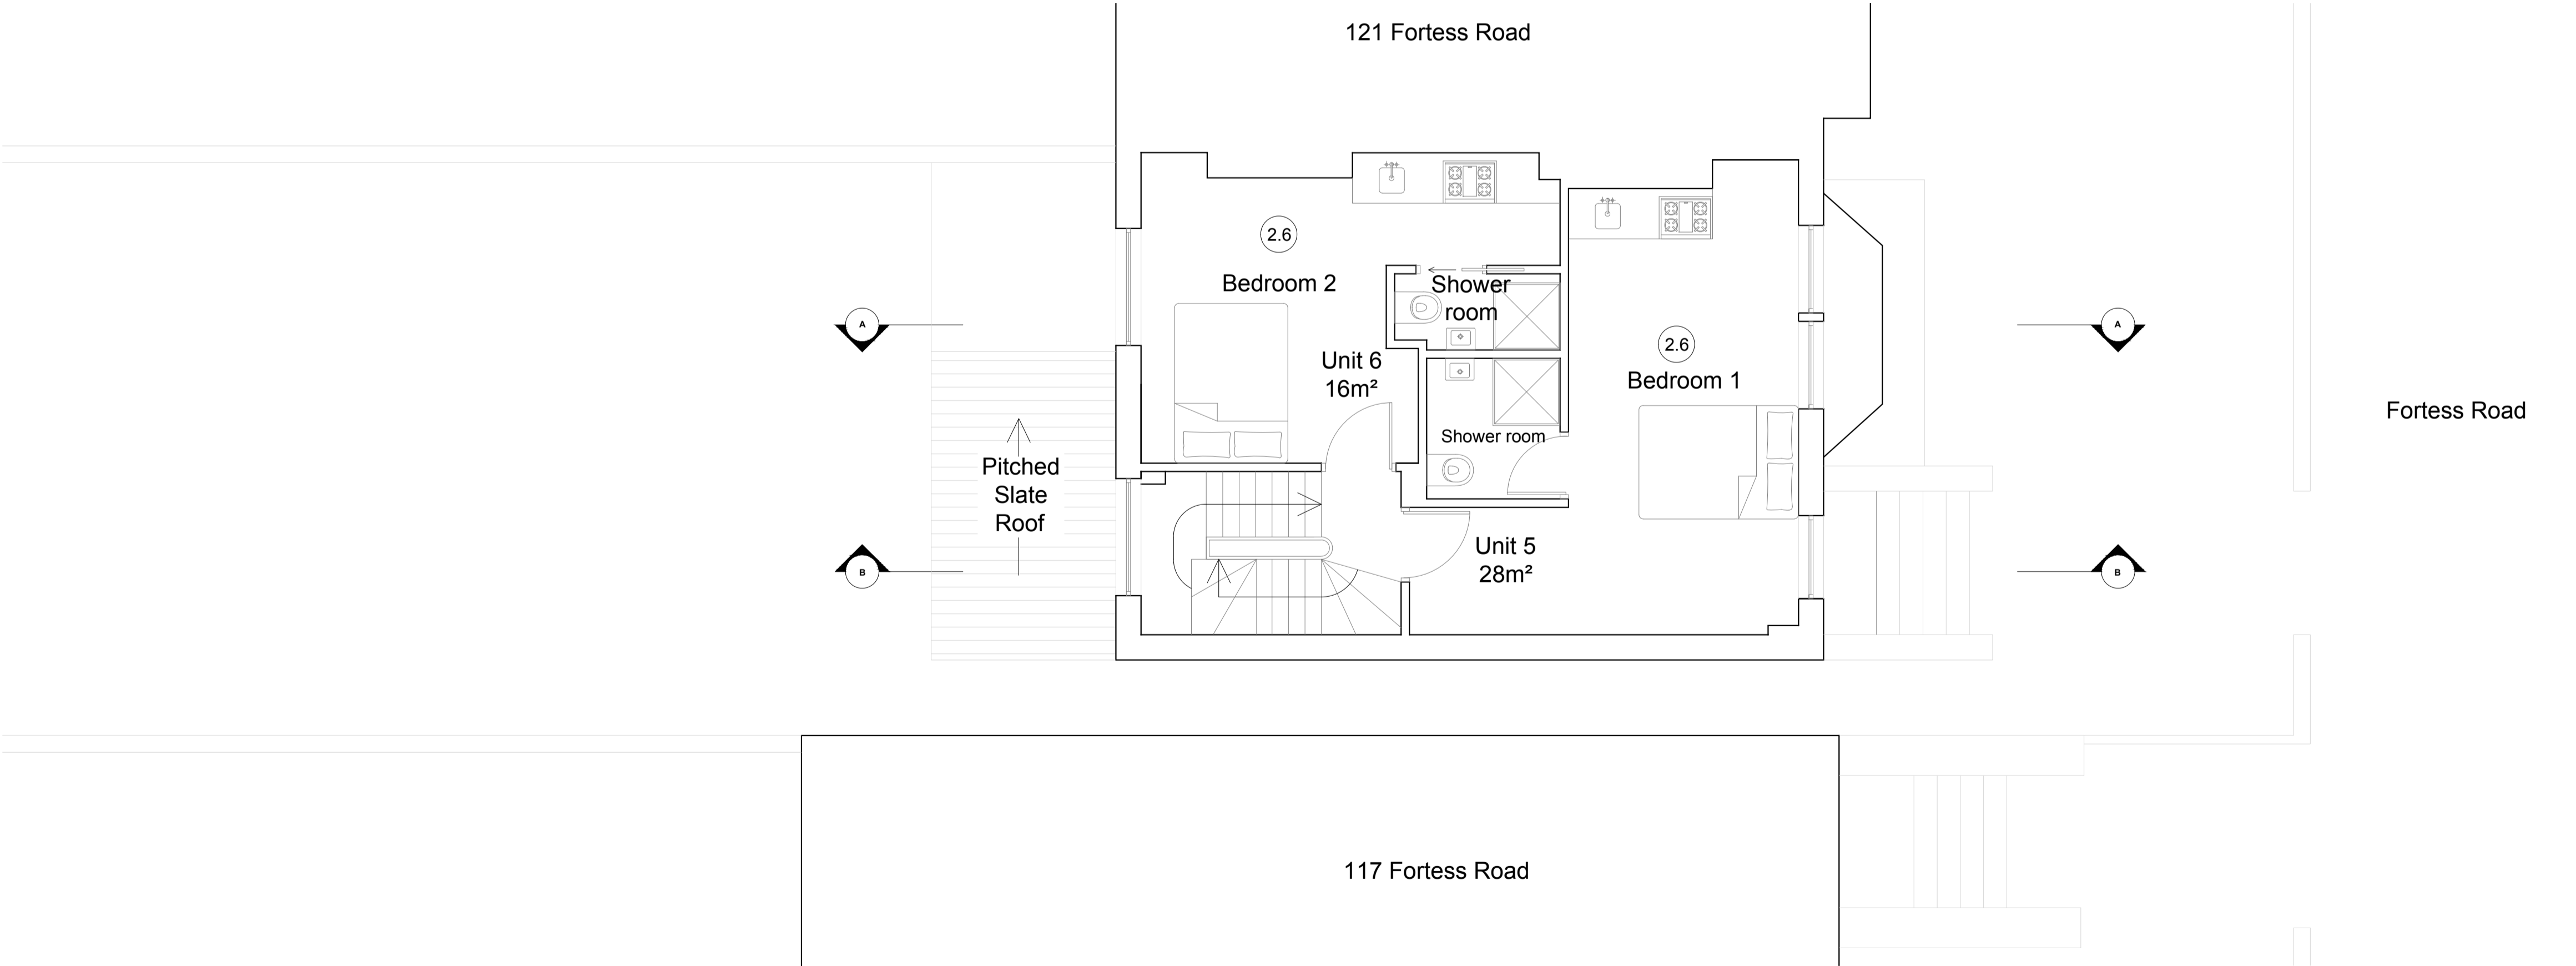 121 Fortess Road
2.6
Bedroom 2
Shower
room
2.6
Bedroom 1
Unit 6
16m²
A
A
Fortess Road
Shower room
Pitched
Slate
Roof
Unit 5
28m²
B
B
117 Fortess Road